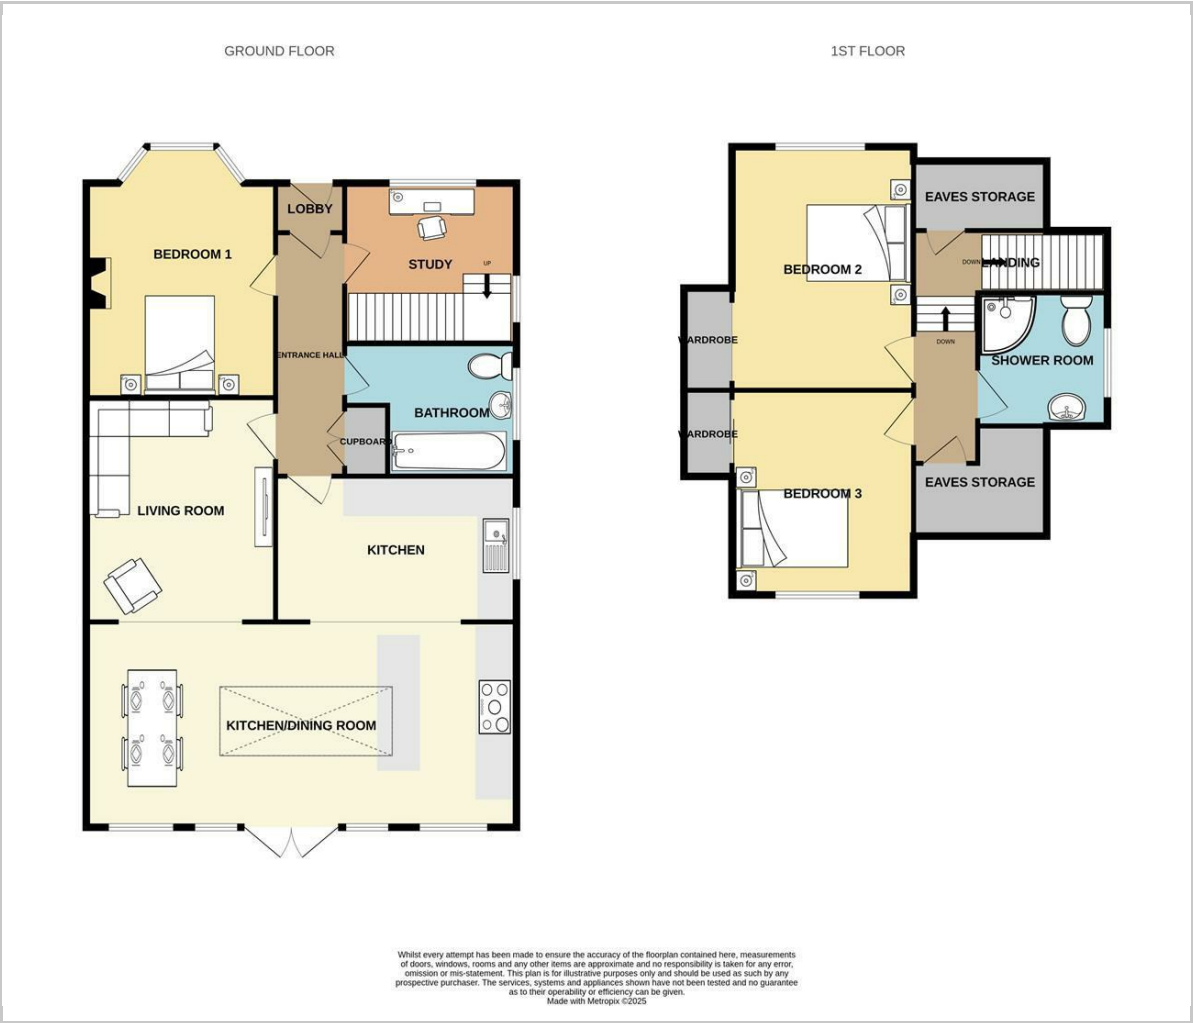 GROUND FLOOR
1ST FLOOR
LOBBY
BEDROOM 1
STUDY
UP
ENTRANCE HALL
BATHROOM
CUPBOARD
LIVING ROOM
KITCHEN
KITCHEN/DINING ROOM
EAVES STORAGE
BEDROOM 2
DOWN
LANDING
WARDROBE
DOWN
SHOWER ROOM
WARDROBE
BEDROOM 3
EAVES STORAGE
Whilst every attempt has been made to ensure the accuracy of the floorplan contained here, measurements
of doors, windows, rooms and any other items are approximate and no responsibility is taken for any error,
omission or mis-statement. This plan is for illustrative purposes only and should be used as such by any
prospective purchaser. The services, systems and appliances shown have not been tested and no guarantee
as to their operability or efficiency can be given.
Made with Metropix ©2025